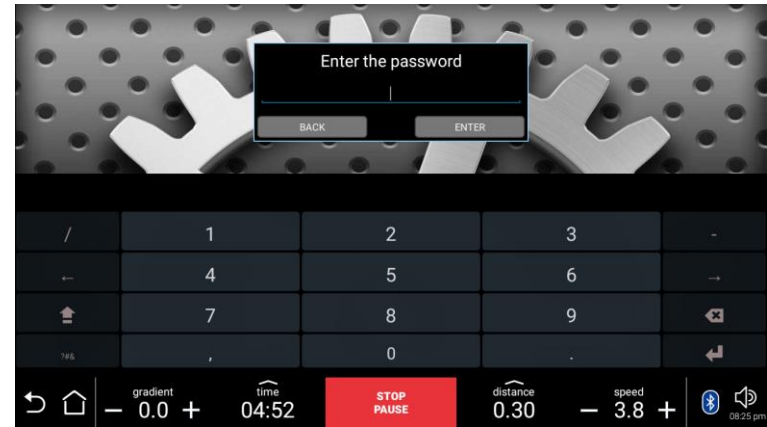 Enter the password
BACK ENTER
/ 1 2 3 -
← 4 5 6 →
7 8 9
?#& , 0 .
gradient time STOP distance speed
− 0.0 + 04:52 PAUSE 0.30 − 3.8 +
08:25 pm